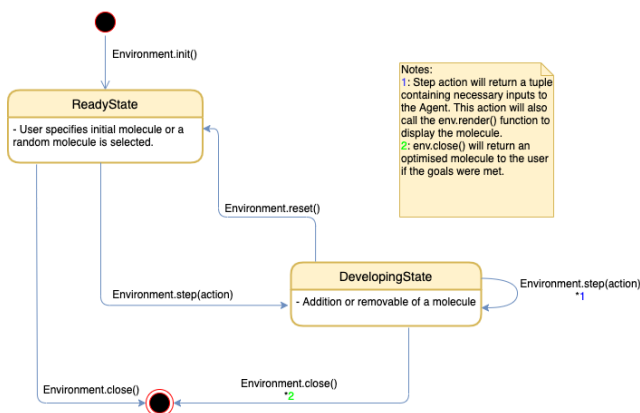 Environment.init()
ReadyState
- User specifies initial molecule or a
random molecule is selected.
Notes:
1: Step action will return a tuple
containing necessary inputs to
the Agent. This action will also
call the env.render() function to
display the molecule.
2: env.close() will return an
optimised molecule to the user
if the goals were met.
Environment.reset()
DevelopingState
- Addition or removable of a molecule
Environment.step(action)
*1
Environment.step(action)
Environment.close()
Environment.close()
*2